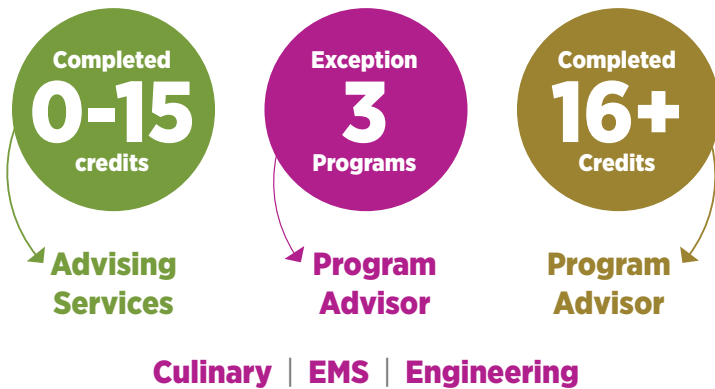 Completed
0-15
credits
Advising
Services
Exception
3
Programs
Program
Advisor
Completed
16+
Credits
Program
Advisor
Culinary | EMS | Engineering